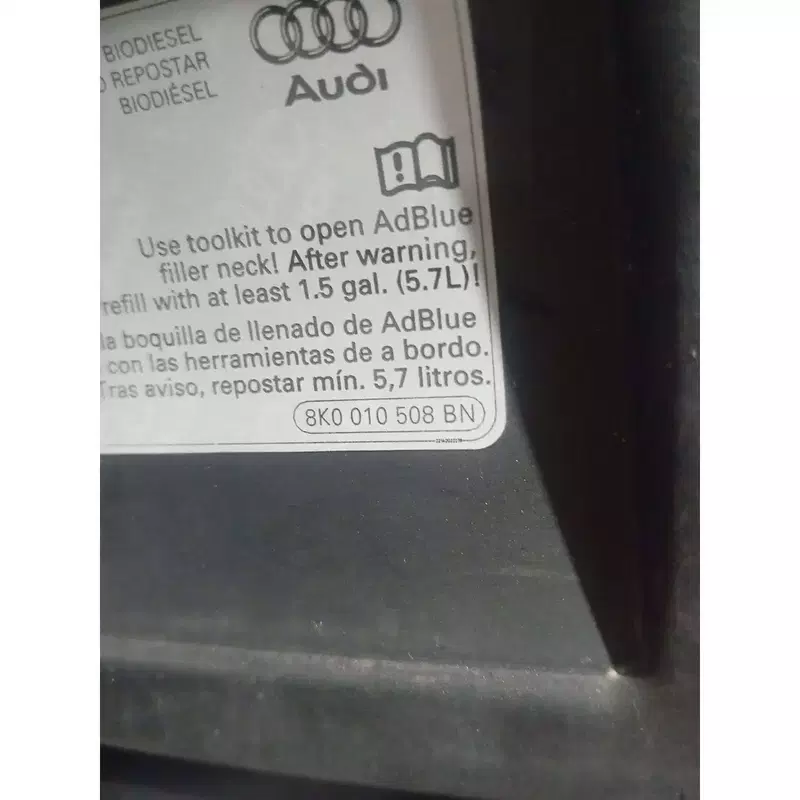 BIODIESEL
REPOSTAR
BIODIÉSEL
Audi
Use toolkit to open AdBlue
filler neck! After warning,
refill with at least 1.5 gal. (5.7L)!
la boquilla de llenado de AdBlue
con las herramientas de a bordo.
Tras aviso, repostar mín. 5,7 litros.
8K0 010 508 BN